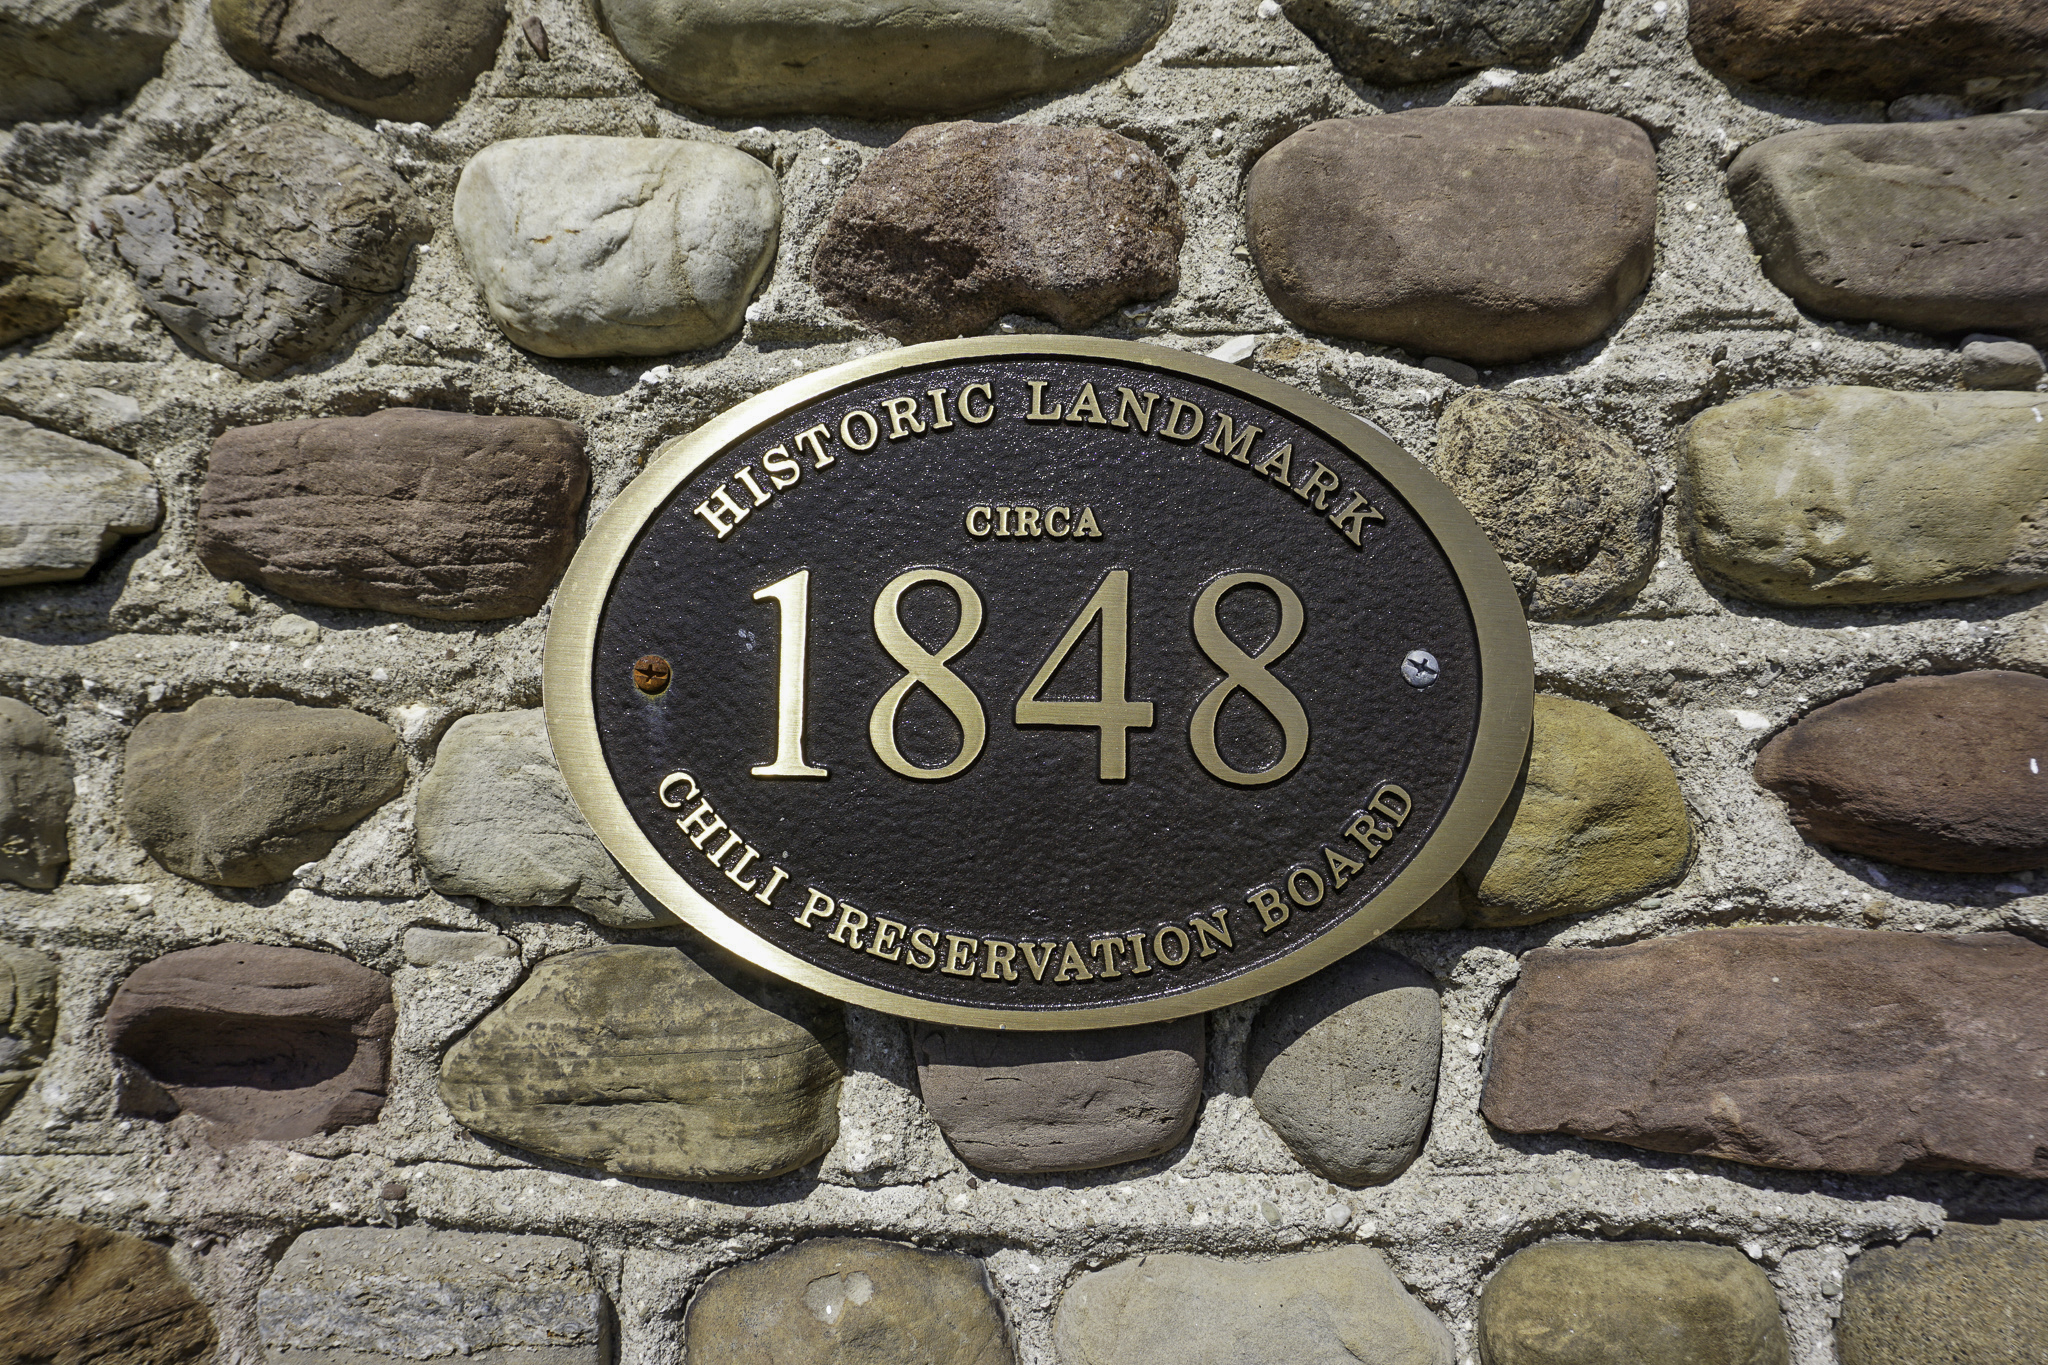 HISTORIC LANDMARK
CIRCA
1848
CHILI PRESERVATION BOARD